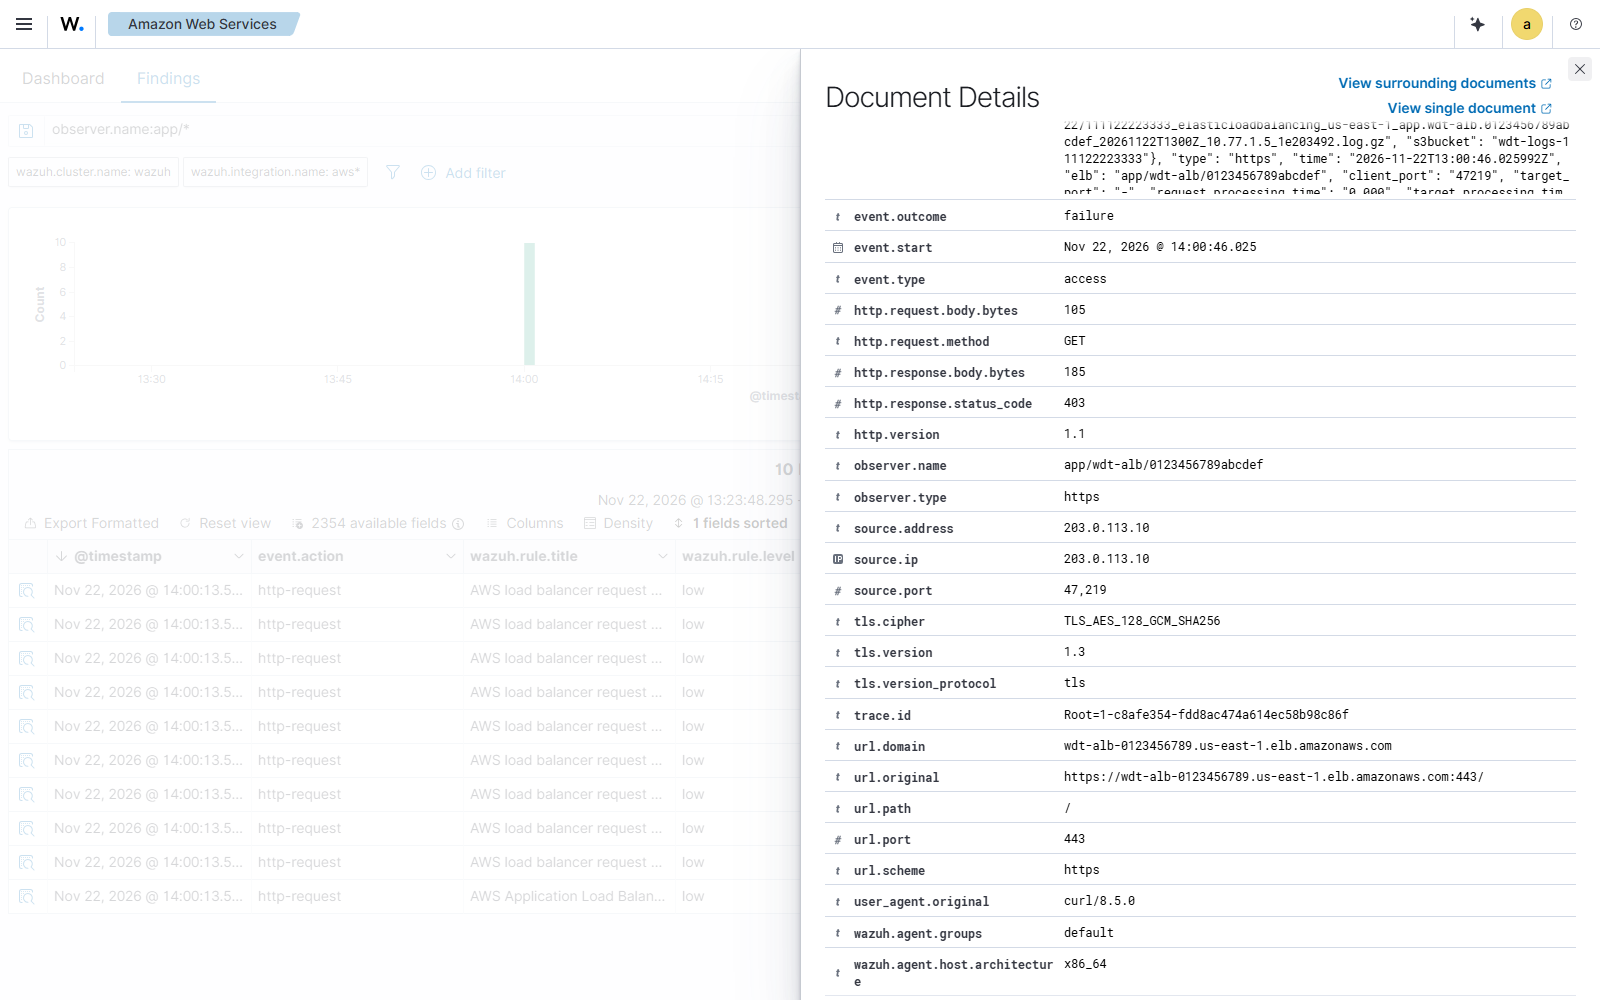 W.
Amazon Web Services
a
Dashboard
Findings
observer.name:app/*
wazuh.cluster.name: wazuh
wazuh.integration.name: aws*
Add filter
10
8
6
4
2
0
Count
13:30
13:45
14:00
14:15
@timest
10
Nov 22, 2026 @ 13:23:48.295 -
Export Formatted
Reset view
2354 available fields
Columns
Density
1 fields sorted
@timestamp
event.action
wazuh.rule.title
wazuh.rule.level
Nov 22, 2026 @ 14:00:13.5... http-request AWS load balancer request ... low
Nov 22, 2026 @ 14:00:13.5... http-request AWS load balancer request ... low
Nov 22, 2026 @ 14:00:13.5... http-request AWS load balancer request ... low
Nov 22, 2026 @ 14:00:13.5... http-request AWS load balancer request ... low
Nov 22, 2026 @ 14:00:13.5... http-request AWS load balancer request ... low
Nov 22, 2026 @ 14:00:13.5... http-request AWS load balancer request ... low
Nov 22, 2026 @ 14:00:13.5... http-request AWS load balancer request ... low
Nov 22, 2026 @ 14:00:13.5... http-request AWS load balancer request ... low
Nov 22, 2026 @ 14:00:13.5... http-request AWS load balancer request ... low
Nov 22, 2026 @ 14:00:13.5... http-request AWS Application Load Balan... low
Document Details
View surrounding documents
View single document
22/111122223333_elasticloadbalancing_us-east-1_app.wdt-alb.0123456789ab
cdef_20261122T1300Z_10.77.1.5_1e203492.log.gz", "s3bucket": "wdt-logs-1
11122223333"}, "type": "https", "time": "2026-11-22T13:00:46.025992Z",
"elb": "app/wdt-alb/0123456789abcdef", "client_port": "47219", "target_
port": "-", "request_processing_time": "0.000", "target_processing_tim
t event.outcome failure
event.start Nov 22, 2026 @ 14:00:46.025
t event.type access
# http.request.body.bytes 105
t http.request.method GET
# http.response.body.bytes 185
# http.response.status_code 403
t http.version 1.1
t observer.name app/wdt-alb/0123456789abcdef
t observer.type https
t source.address 203.0.113.10
source.ip 203.0.113.10
# source.port 47,219
t tls.cipher TLS_AES_128_GCM_SHA256
t tls.version 1.3
t tls.version_protocol tls
t trace.id Root=1-c8afe354-fdd8ac474a614ec58b98c86f
t url.domain wdt-alb-0123456789.us-east-1.elb.amazonaws.com
t url.original https://wdt-alb-0123456789.us-east-1.elb.amazonaws.com:443/
t url.path /
# url.port 443
t url.scheme https
t user_agent.original curl/8.5.0
t wazuh.agent.groups default
t wazuh.agent.host.architectur x86_64
e